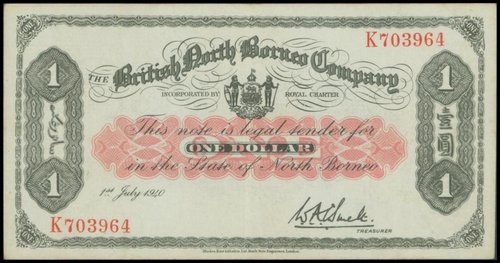 K703964
THE British North Borneo Company
INCORPORATED BY ROYAL CHARTER
1
1
This note is legal tender for
ONE DOLLAR
in the State of North Borneo
壹圓
1st July 1940
1
1
K703964
TREASURER